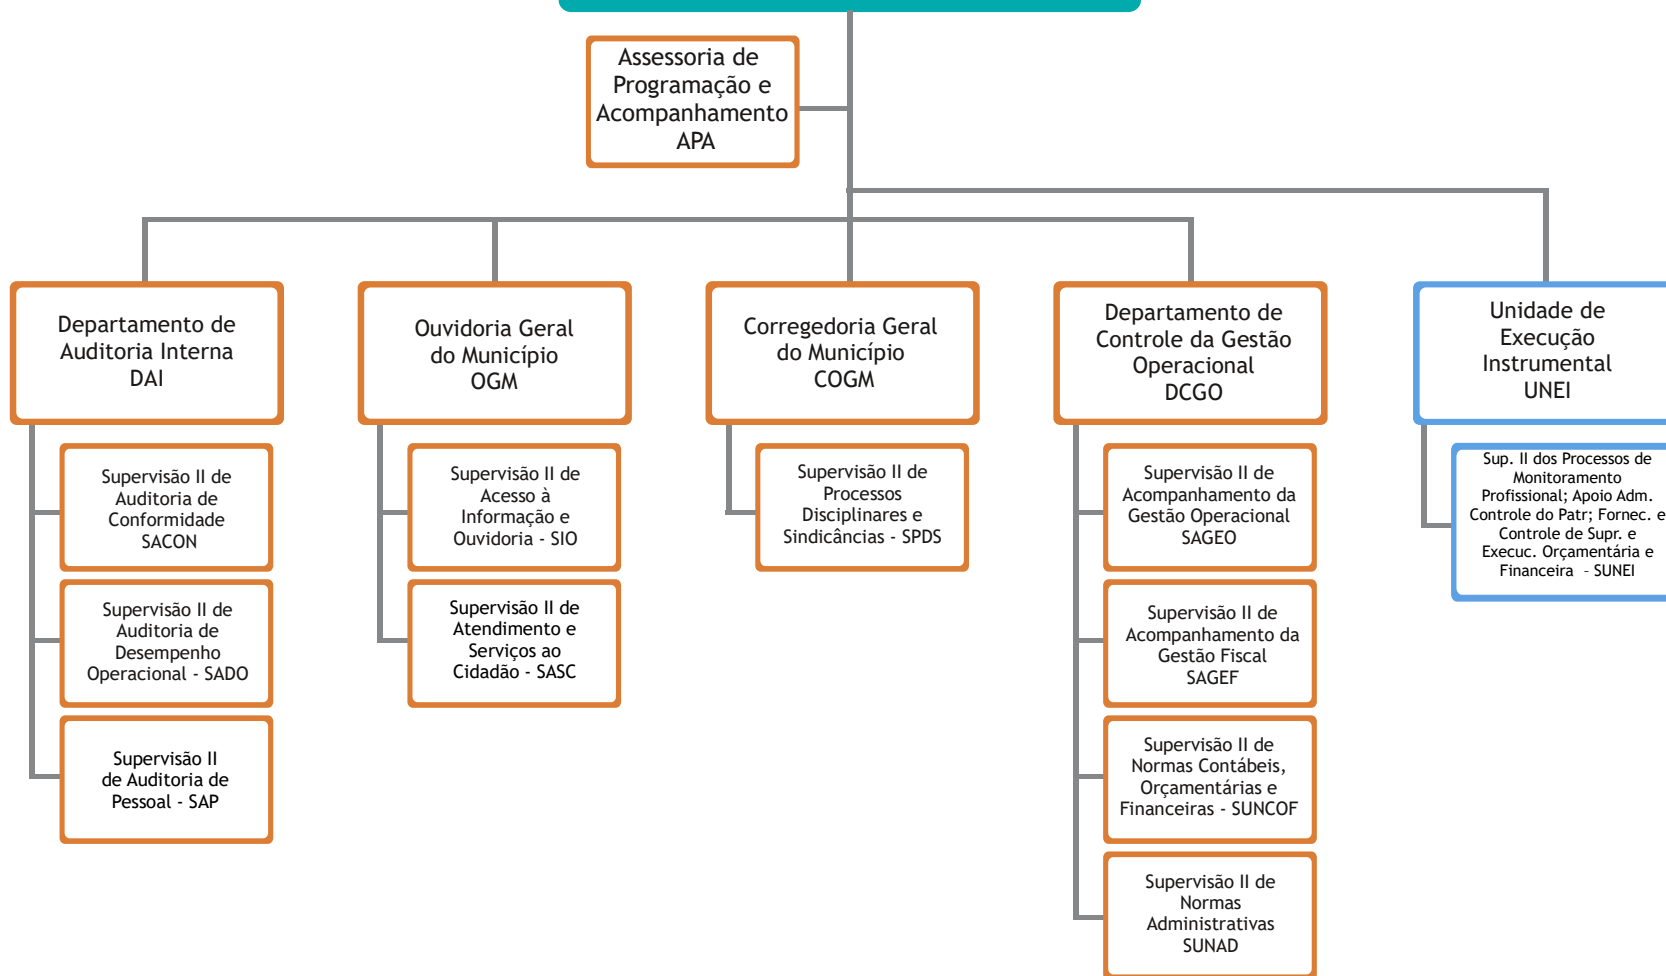 Assessoria de
Programação e
Acompanhamento
APA
Departamento de
Auditoria Interna
DAI
Ouvidoria Geral
do Município
OGM
Corregedoria Geral
do Município
COGM
Departamento de
Controle da Gestão
Operacional
DCGO
Unidade de
Execução
Instrumental
UNEI
Supervisão II de
Auditoria de
Conformidade
SACON
Supervisão II de
Auditoria de
Desempenho
Operacional - SADO
Supervisão II
de Auditoria de
Pessoal - SAP
Supervisão II de
Acesso à
Informação e
Ouvidoria - SIO
Supervisão II de
Atendimento e
Serviços ao
Cidadão - SASC
Supervisão II de
Processos
Disciplinares e
Sindicâncias - SPDS
Supervisão II de
Acompanhamento da
Gestão Operacional
SAGEO
Supervisão II de
Acompanhamento da
Gestão Fiscal
SAGEF
Supervisão II de
Normas Contábeis,
Orçamentárias e
Financeiras - SUNCOF
Supervisão II de
Normas
Administrativas
SUNAD
Sup. II dos Processos de
Monitoramento
Profissional; Apoio Adm.
Controle do Patr; Fornec. e
Controle de Supr. e
Execuc. Orçamentária e
Financeira - SUNEI